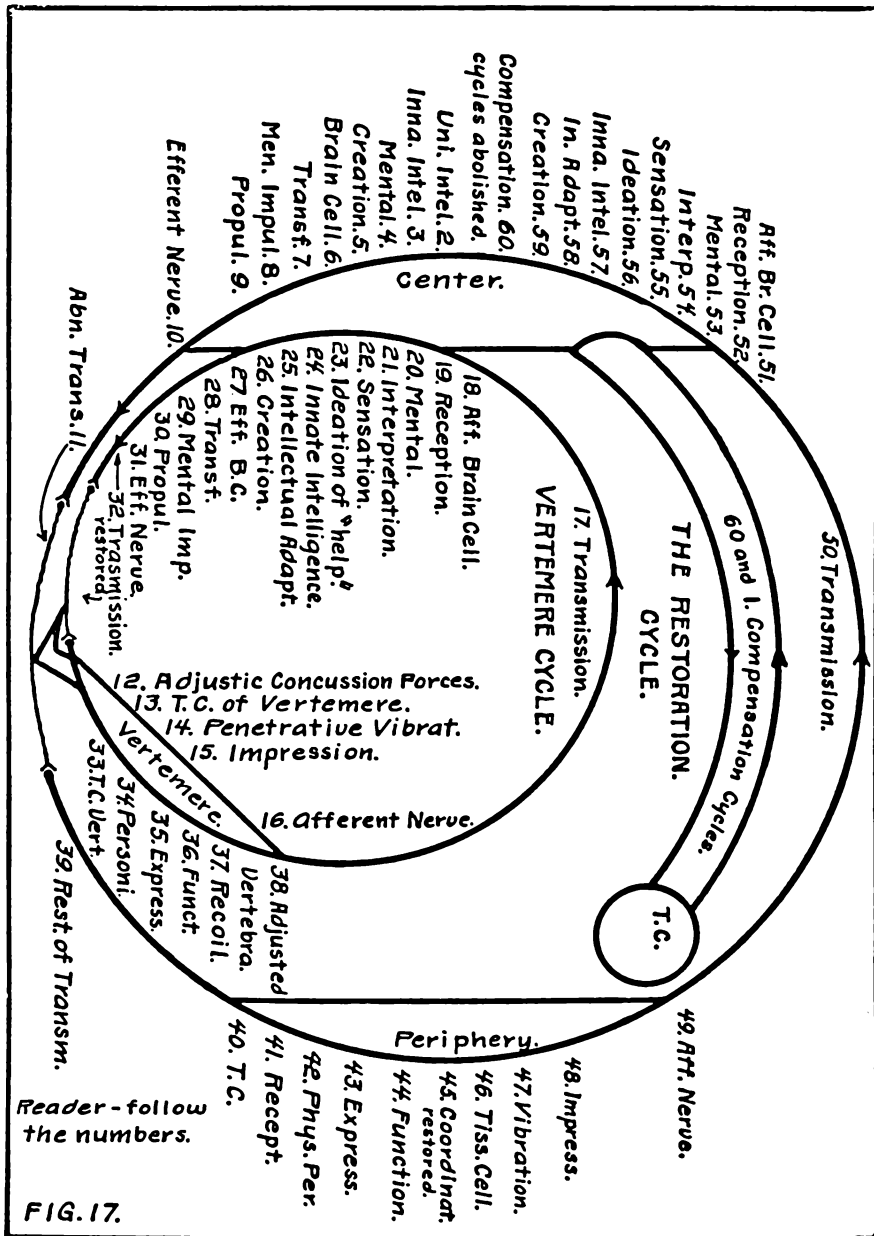 Center.
Compensation.60.
cycles abolished.
Uni. Intel. 2.
Inna. Intel. 3.
Mental. 4.
Creation. 5.
Brain Cell. 6.
Transf. 7.
Men. Impul. 8.
Propul. 9.
Efferent Nerve. 10.
Abn. Trans. 11.
12. Adjustic Concussion Forces.
13. T.C. of Vertemere.
14. Penetrative Vibrat.
15. Impression.
16. Afferent Nerve.
17. Transmission.
VERTEMERE CYCLE.
18. Aff. Brain Cell.
19. Reception.
20. Mental.
21. Interpretation.
22. Sensation.
23. Ideation of "help."
24. Innate Intelligence.
25. Intellectual Adapt.
26. Creation.
27. Eff. B.C.
28. Transf.
29. Mental Imp.
30. Propul.
31. Eff. Nerve.
32. Trasmission.
restored
Vertemere.
33. T.C. Vert.
34. Personi.
35. Express.
36. Funct.
37. Recoil.
38. Adjusted
Vertebra.
39. Rest. of Transm.
Periphery.
40. T.C.
41. Recept.
42. Phys. Per.
43. Express.
44. Function.
45. Coordinat.
restored.
46. Tiss. Cell.
47. Vibration.
48. Impress.
49. Aff. Nerve.
50. Transmission.
Aff. Br. Cell. 51.
Reception. 52.
Mental. 53.
Interp. 54.
Sensation. 55.
Ideation. 56.
Inna. Intel. 57.
In. Adapt. 58.
Creation. 59.
60 and 1. Compensation Cycles.
T.C.
THE RESTORATION
CYCLE.
Reader - follow
the numbers.
FIG. 17.